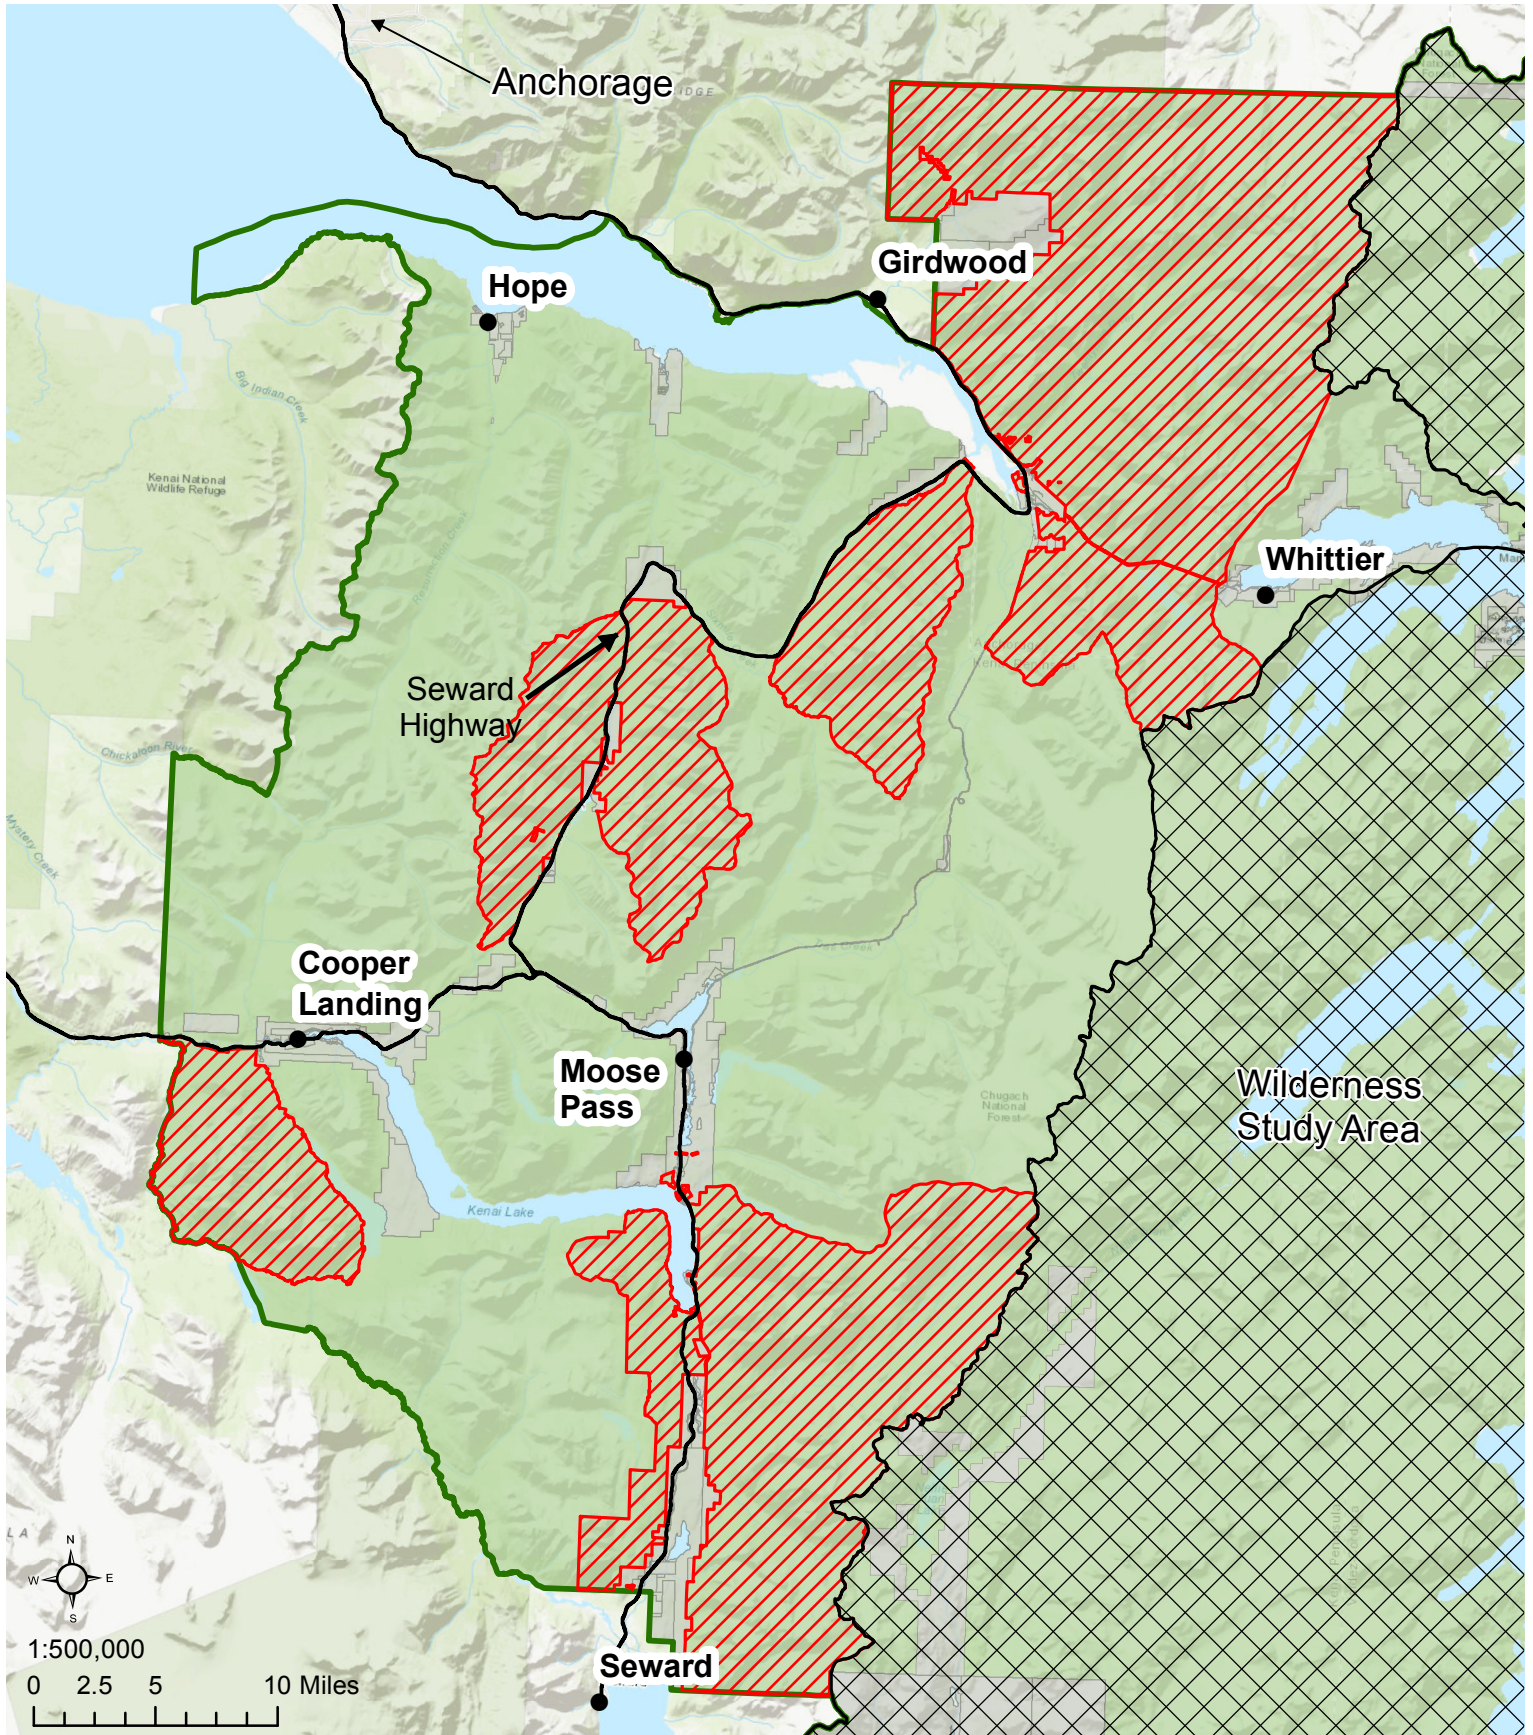 Anchorage
Girdwood
Hope
Big Indian Creek
Kenai National
Wildlife Refuge
Whittier
Seward
Highway
Chickaloon River
Mystery Creek
Cooper
Landing
Moose
Pass
Chugach
National
Forest
Wilderness
Study Area
Kenai Lake
N
W
E
S
1:500,000
0 2.5 5 10 Miles
Seward